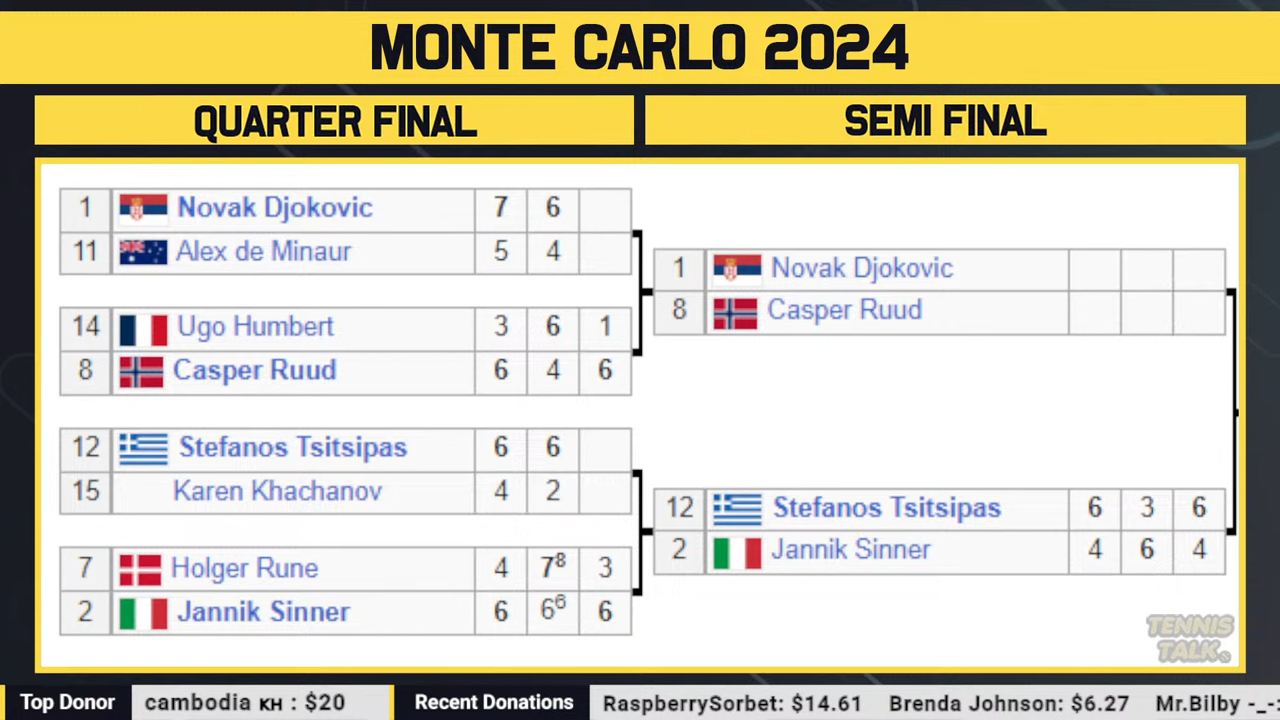 MONTE CARLO 2024
QUARTER FINAL
SEMI FINAL
1 Novak Djokovic 7 6
11 Alex de Minaur 5 4
14 Ugo Humbert 3 6 1
8 Casper Ruud 6 4 6
12 Stefanos Tsitsipas 6 6
15 Karen Khachanov 4 2
7 Holger Rune 4 7⁸ 3
2 Jannik Sinner 6 6⁶ 6
1 Novak Djokovic
8 Casper Ruud
12 Stefanos Tsitsipas 6 3 6
2 Jannik Sinner 4 6 4
TENNIS
TALK
Top Donor cambodia ᴋʜ : $20 Recent Donations RaspberrySorbet: $14.61 Brenda Johnson: $6.27 Mr.Bilby -_-: